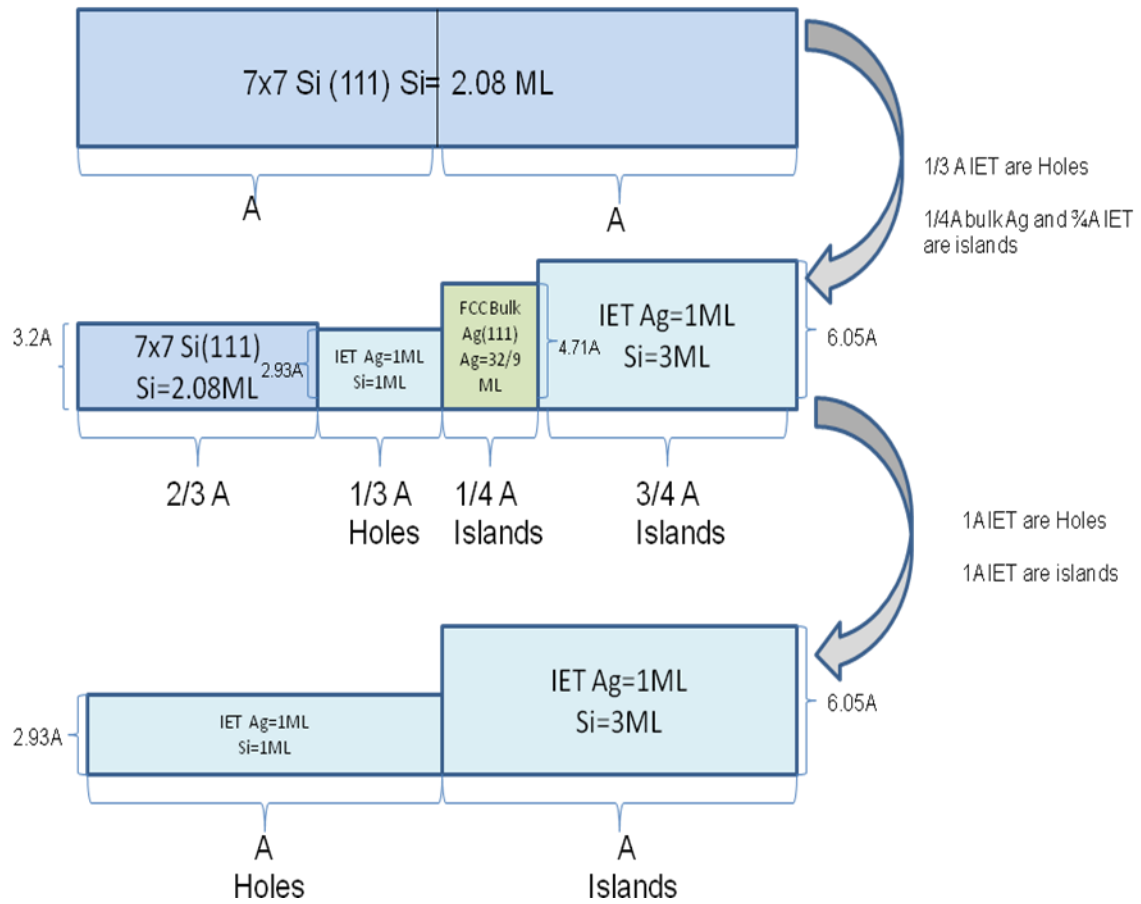 7x7 Si (111) Si= 2.08 ML
A
A
1/3 A IET are Holes
1/4A bulk Ag and ¾A IET
are islands
3.2A
7x7 Si(111)
Si=2.08ML
2.93A
IET Ag=1ML
Si=1ML
FCC Bulk
Ag(111)
Ag=32/9
ML
4.71A
IET Ag=1ML
Si=3ML
6.05A
2/3 A
1/3 A
Holes
1/4 A
Islands
3/4 A
Islands
1A IET are Holes
1A IET are islands
2.93A
IET Ag=1ML
Si=1ML
IET Ag=1ML
Si=3ML
6.05A
A
Holes
A
Islands